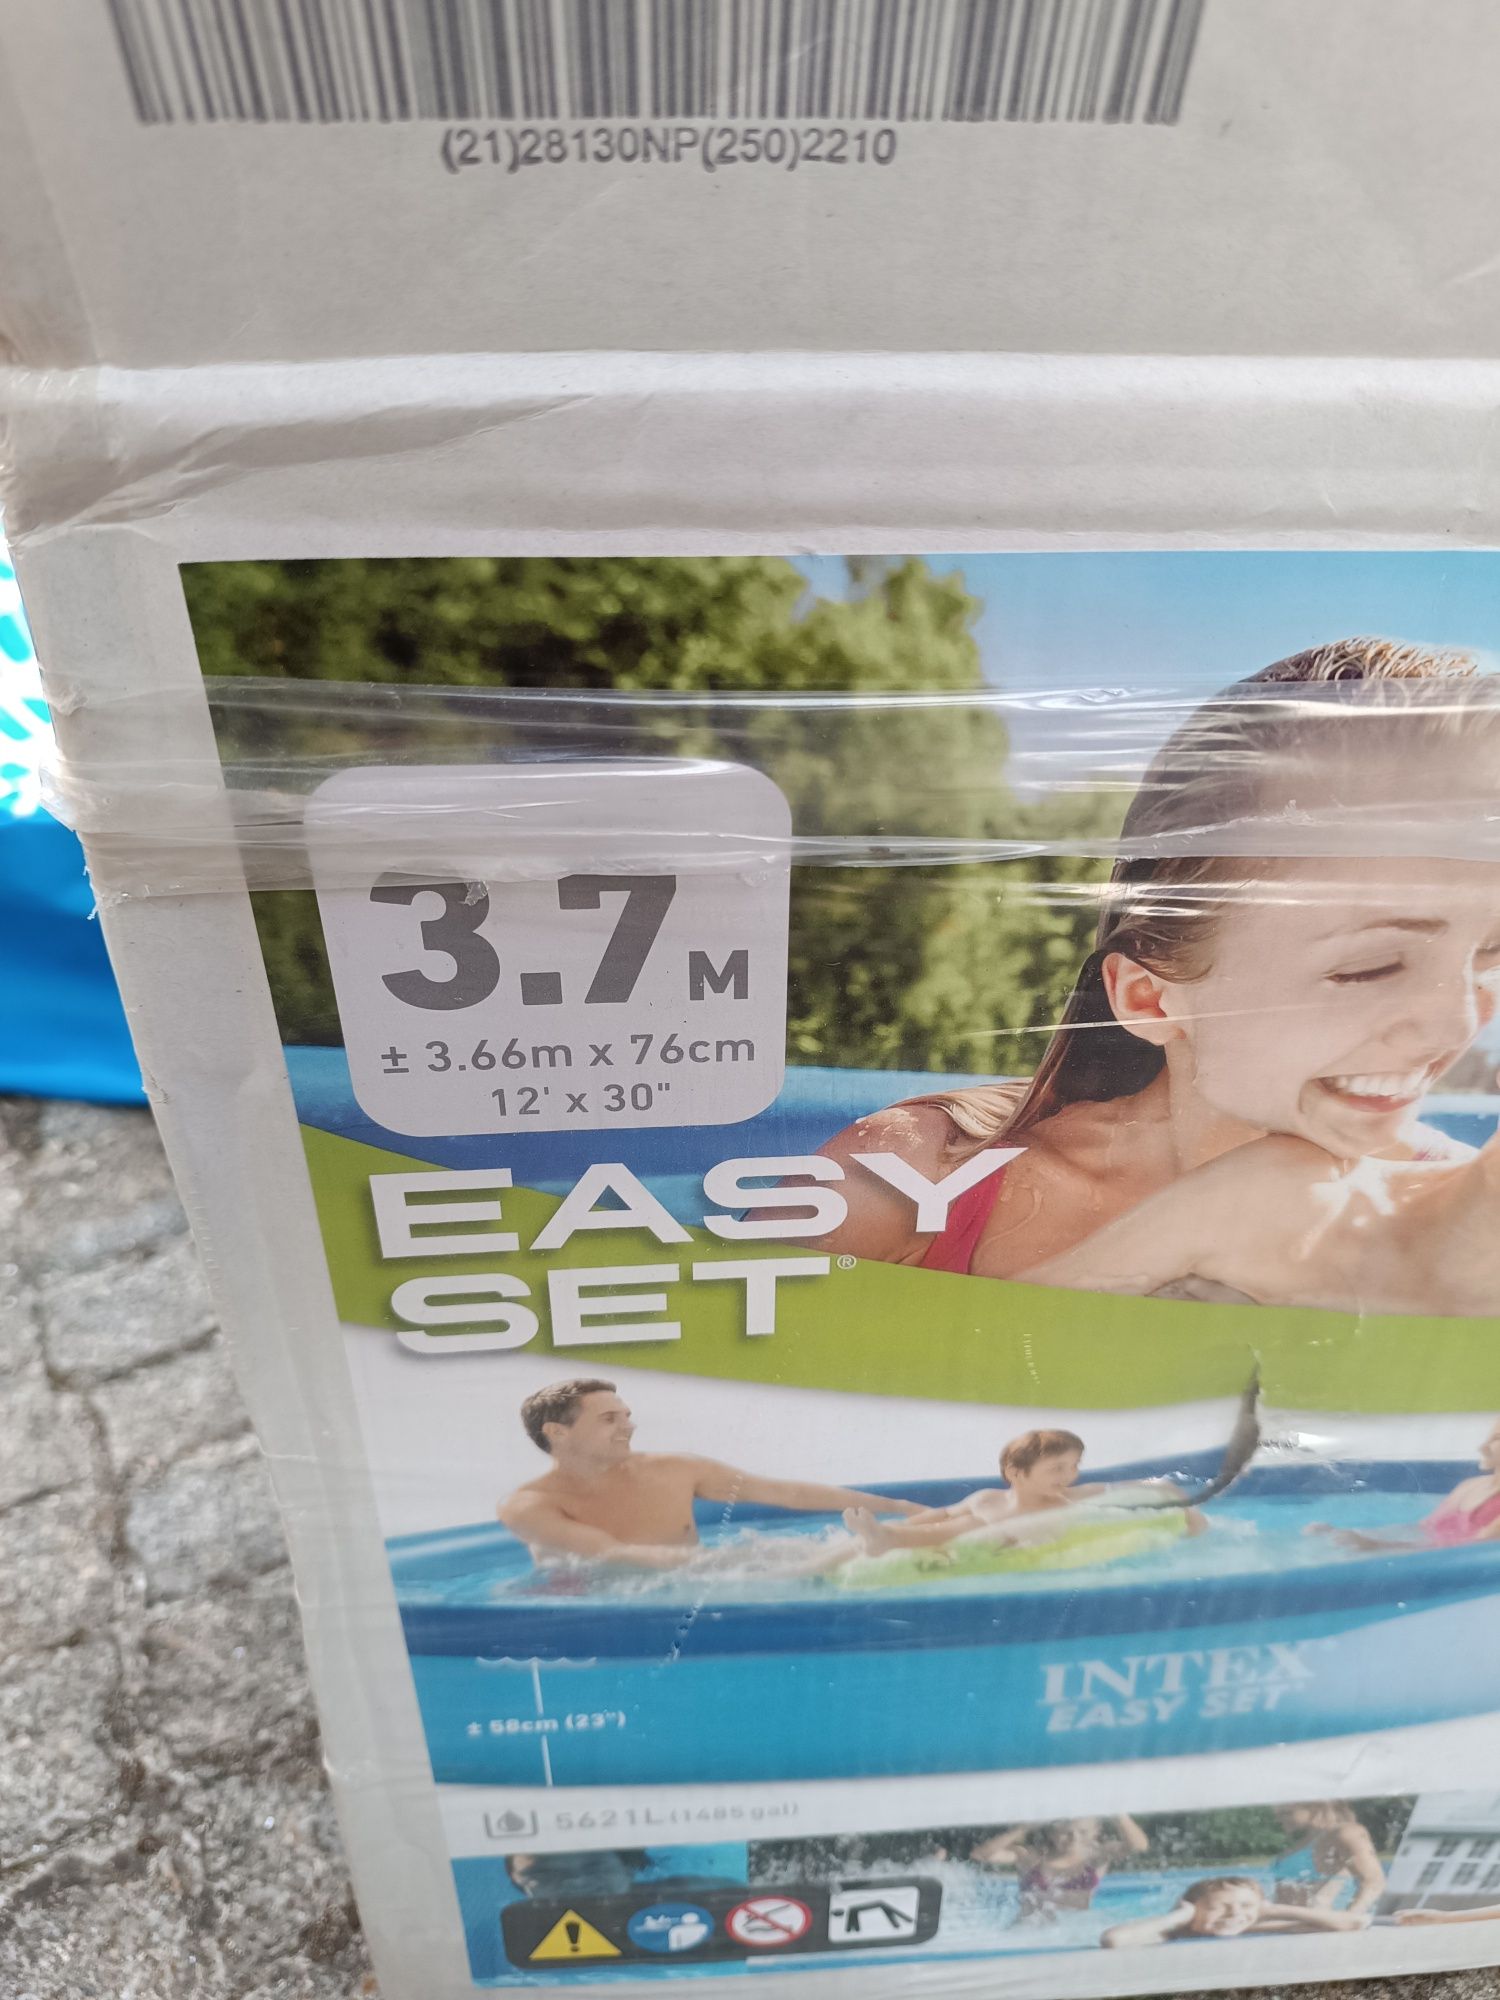 (21)28130NP(250)2210
3.7 M
± 3.66m x 76cm
12' x 30"
EASY
SET®
INTEX
EASY SET
± 58cm (23")
5621L (1485 gal)